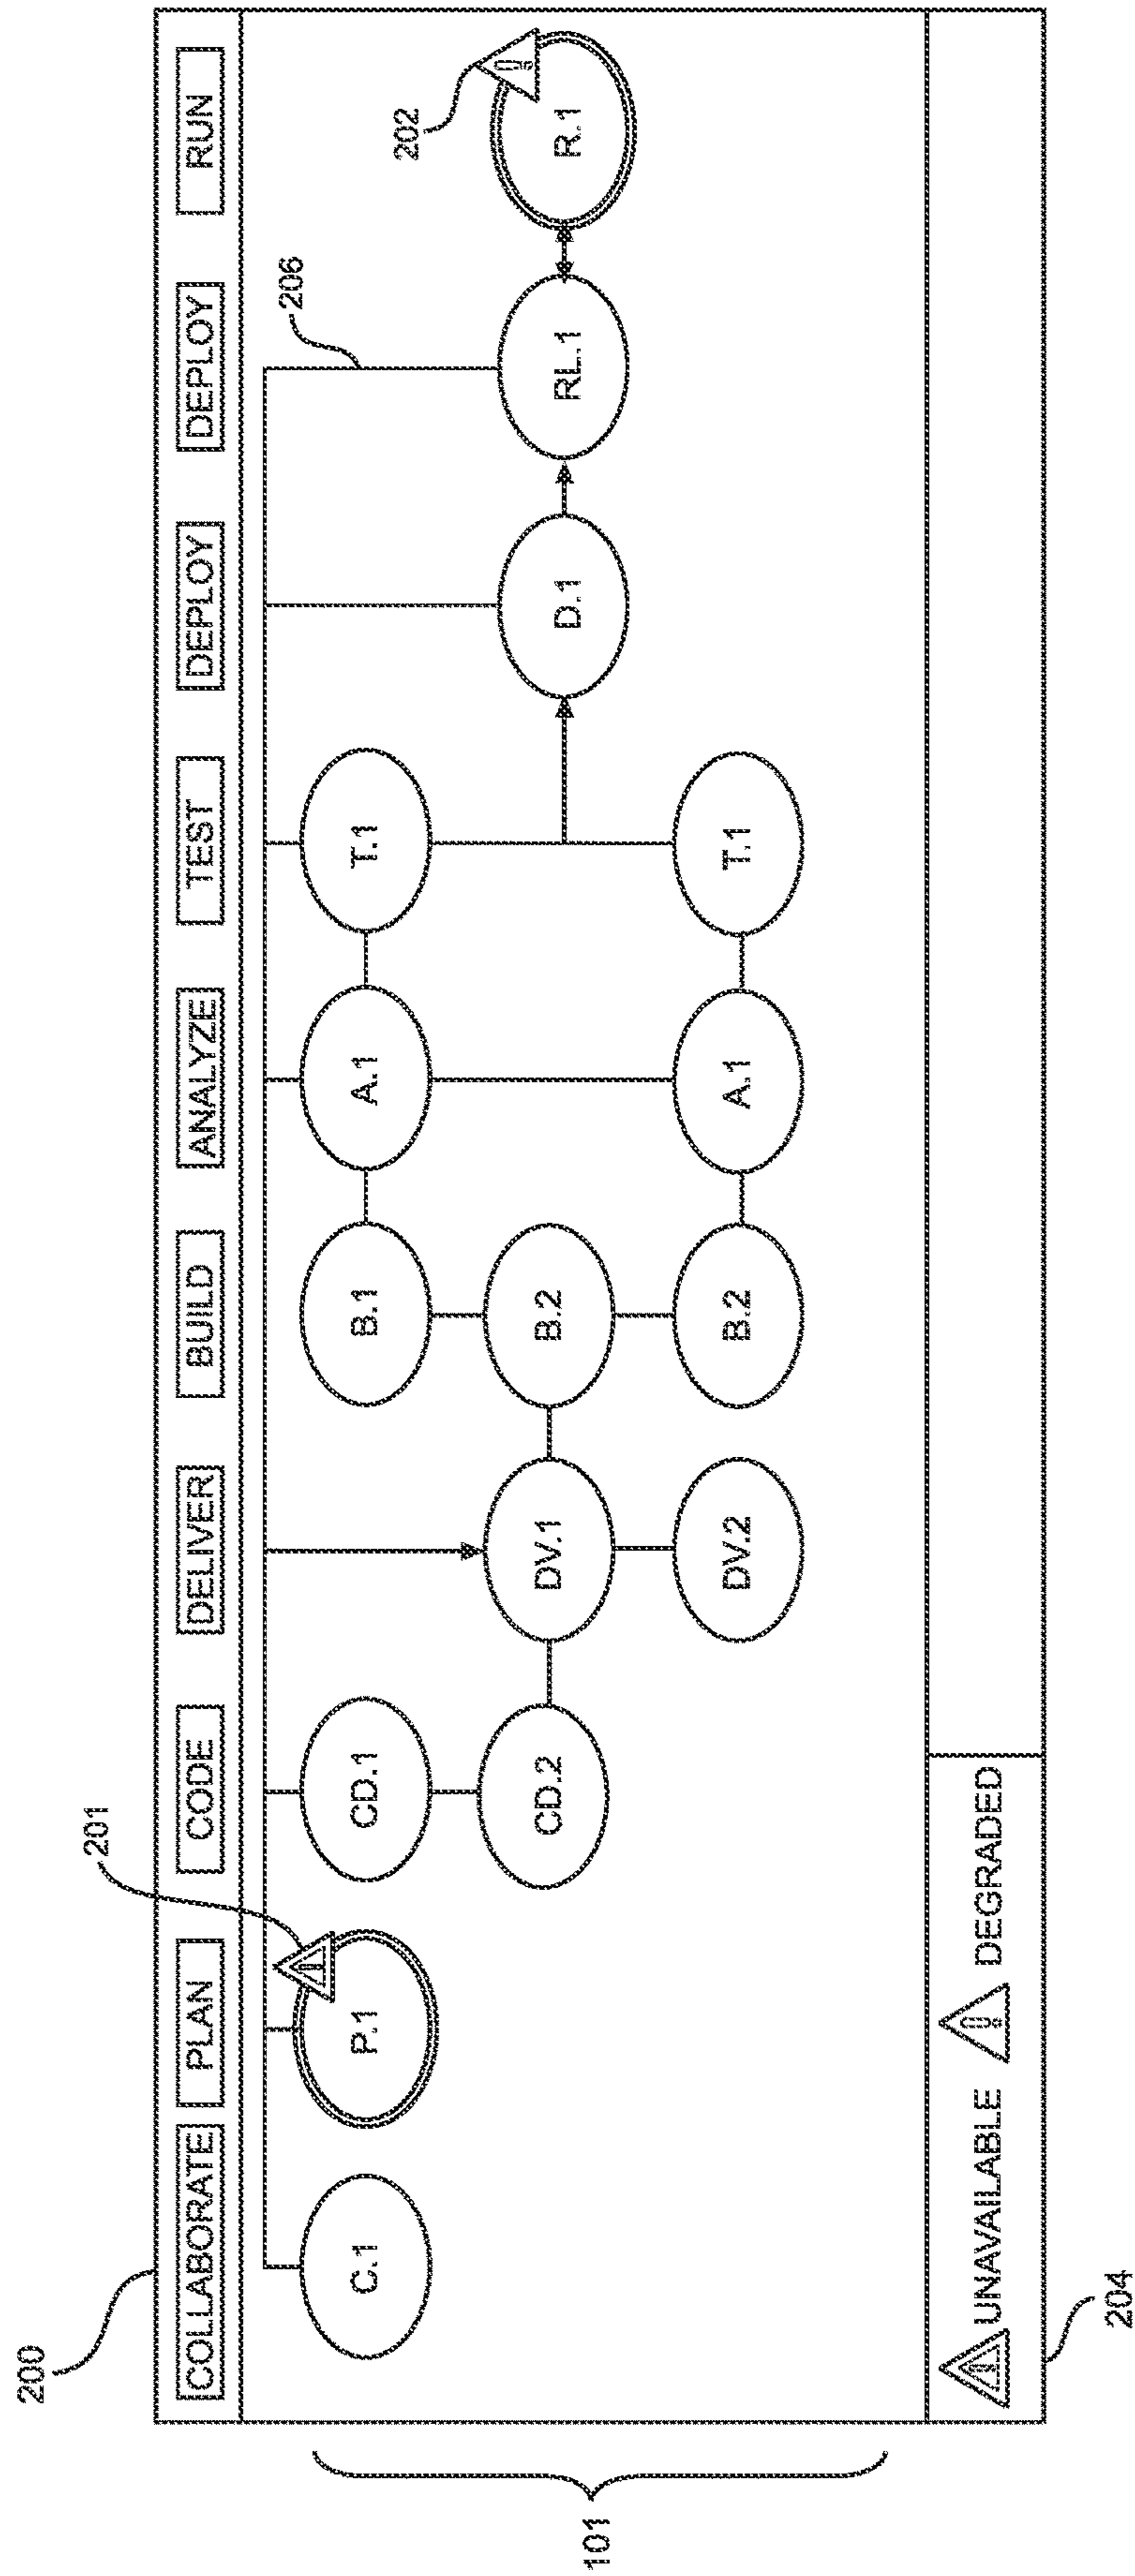 200
COLLABORATE PLAN CODE DELIVER BUILD ANALYZE TEST DEPLOY DEPLOY RUN
201
206
202
C.1 P.1 CD.1 B.1 A.1 T.1
CD.2 DV.1 B.2 D.1 RL.1 R.1
DV.2 B.2 A.1 T.1
101
UNAVAILABLE DEGRADED
204